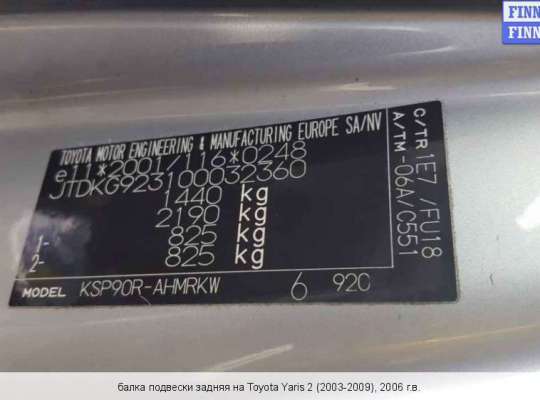 FINN
FINN
TOYOTA MOTOR ENGINEERING & MANUFACTURING EUROPE SA/NV
e11*2001/116*0248
JTDKG923100032360
1440 kg
2190 kg
1- 825 kg
2- 825 kg
MODEL KSP90R-AHMRKW 6 920
C/TR 1E7 /FU18
A/TM-06A/C551
балка подвески задняя на Toyota Yaris 2 (2003-2009), 2006 г.в.